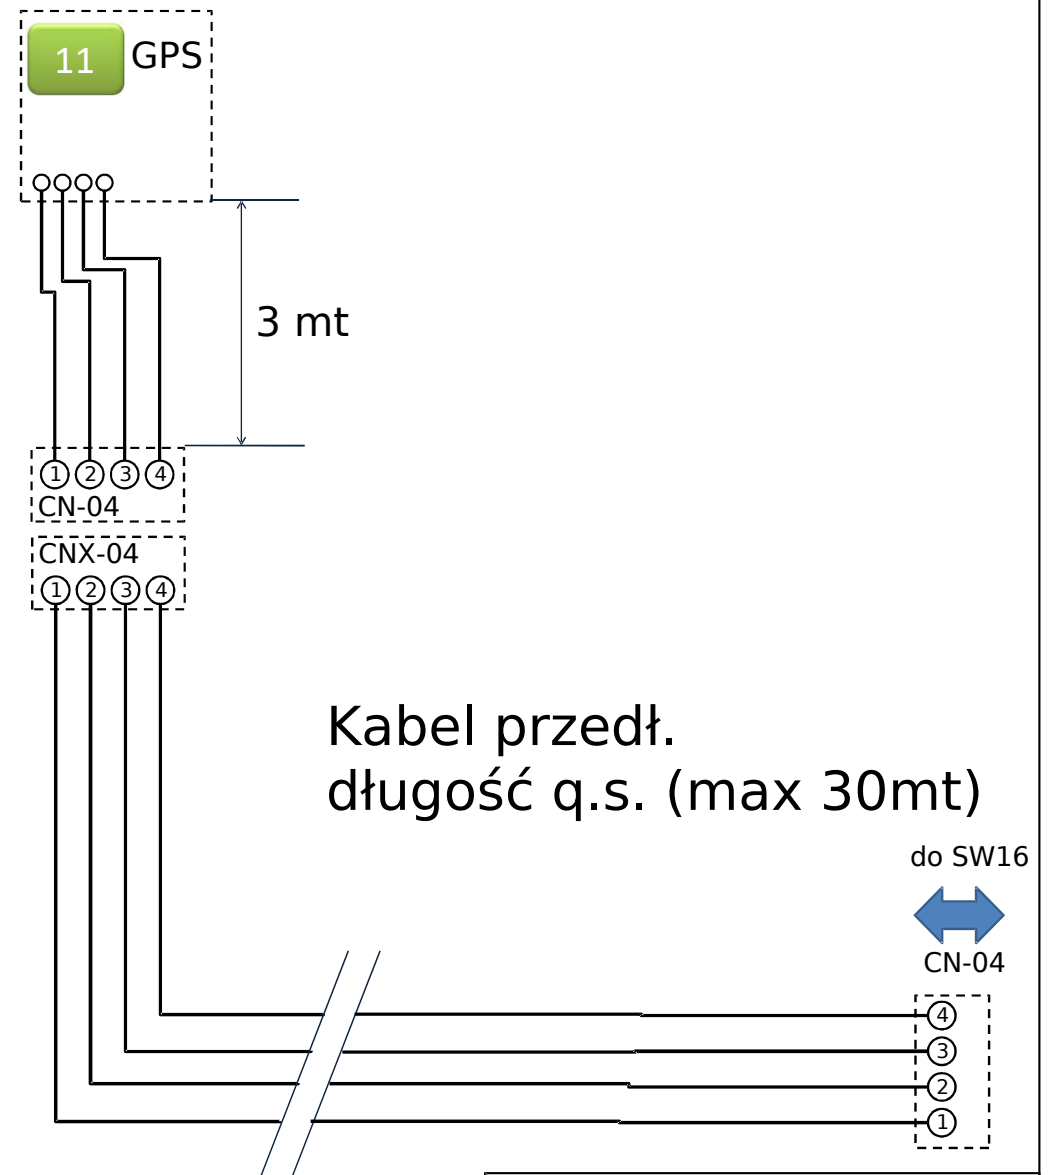 11 GPS
3 mt
1 2 3 4
CN-04
CNX-04
1 2 3 4
Kabel przedł.
długość q.s. (max 30mt)
do SW16
CN-04
4
3
2
1